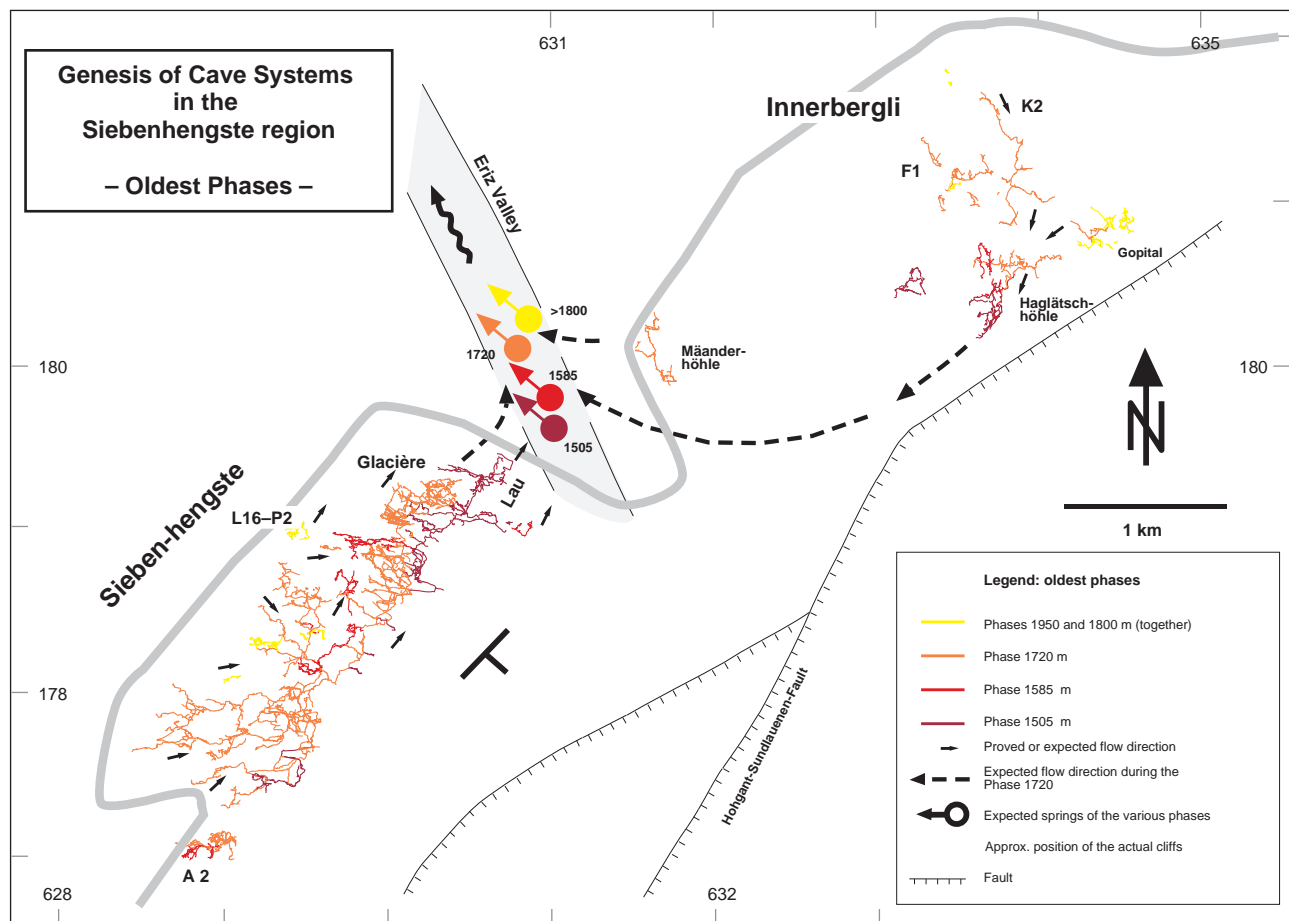 631
635
Genesis of Cave Systems
in the
Siebenhengste region
– Oldest Phases –
Innerbergli
K2
F1
Eriz Valley
Gopital
Haglätsch-
höhle
>1800
1720
1585
1505
Mäander-
höhle
180
180
N
Glacière
Lau
L16–P2
Sieben-hengste
1 km
178
Hohgant-Sundlauenen-Fault
Legend: oldest phases
Phases 1950 and 1800 m (together)
Phase 1720 m
Phase 1585 m
Phase 1505 m
Proved or expected flow direction
Expected flow direction during the
Phase 1720
Expected springs of the various phases
Approx. position of the actual cliffs
Fault
A 2
628
632